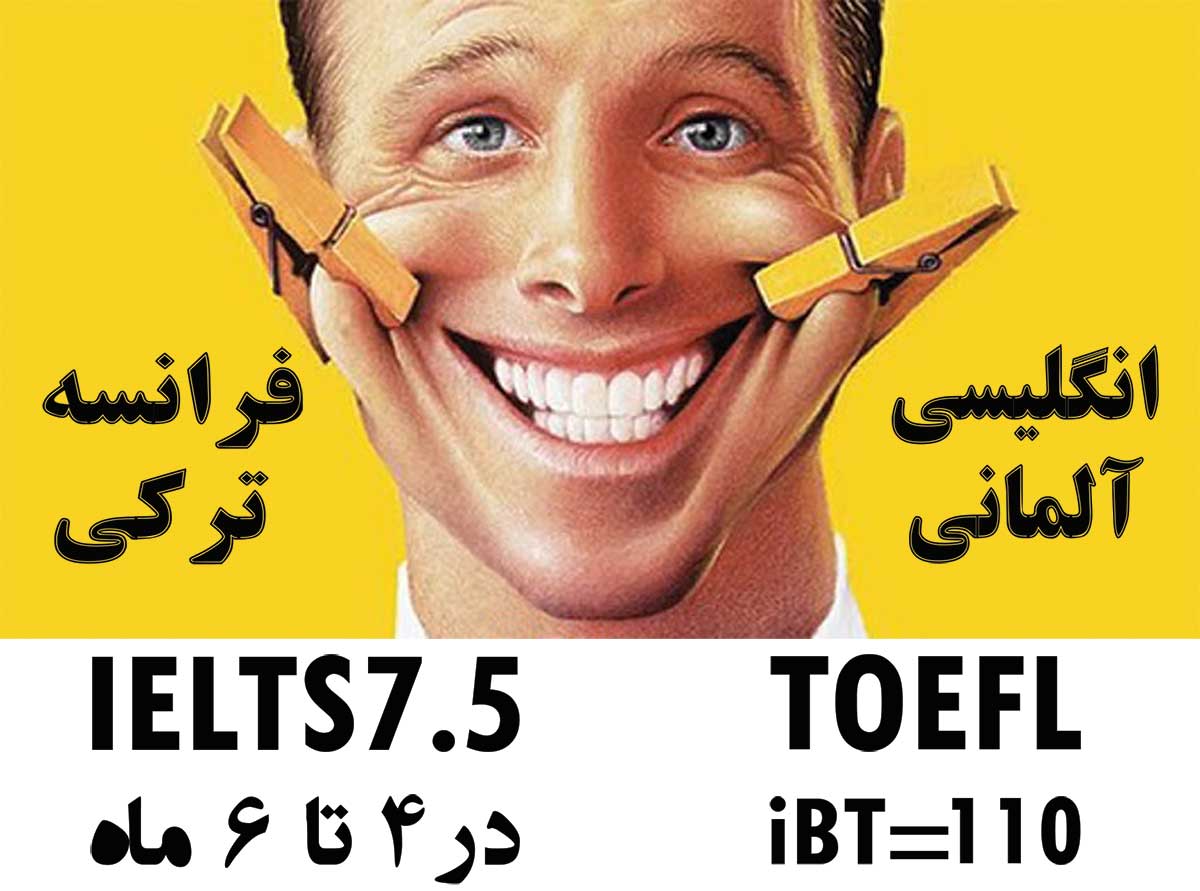 انگلیسی
آلمانی
فرانسه
ترکی
IELTS7.5
در ۴ تا ۶ ماه
TOEFL
iBT=110